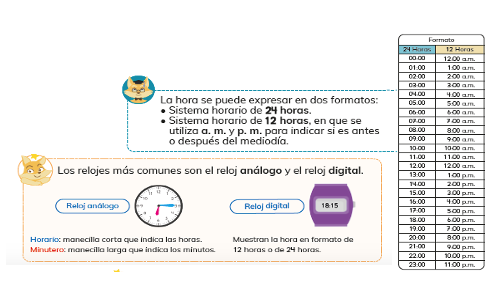 La hora se puede expresar en dos formatos:
• Sistema horario de 24 horas.
• Sistema horario de 12 horas, en que se
utiliza a. m. y p. m. para indicar si es antes
o después del mediodía.
Los relojes más comunes son el reloj análogo y el reloj digital.
Reloj análogo
Reloj digital
18:15
Horario: manecilla corta que indica las horas.
Minutero: manecilla larga que indica los minutos.
Muestran la hora en formato de
12 horas o de 24 horas.
Formato
24 Horas 12 Horas
00:00 12:00 a.m.
01:00 1:00 a.m.
02:00 2:00 a.m.
03:00 3:00 a.m.
04:00 4:00 a.m.
05:00 5:00 a.m.
06:00 6:00 a.m.
07:00 7:00 a.m.
08:00 8:00 a.m.
09:00 9:00 a.m.
10:00 10:00 a.m.
11:00 11:00 a.m.
12:00 12:00 a.m.
13:00 1:00 p.m.
14:00 2:00 p.m.
15:00 3:00 p.m.
16:00 4:00 p.m.
17:00 5:00 p.m.
18:00 6:00 p.m.
19:00 7:00 p.m.
20:00 8:00 p.m.
21:00 9:00 p.m.
22:00 10:00 p.m.
23:00 11:00 p.m.